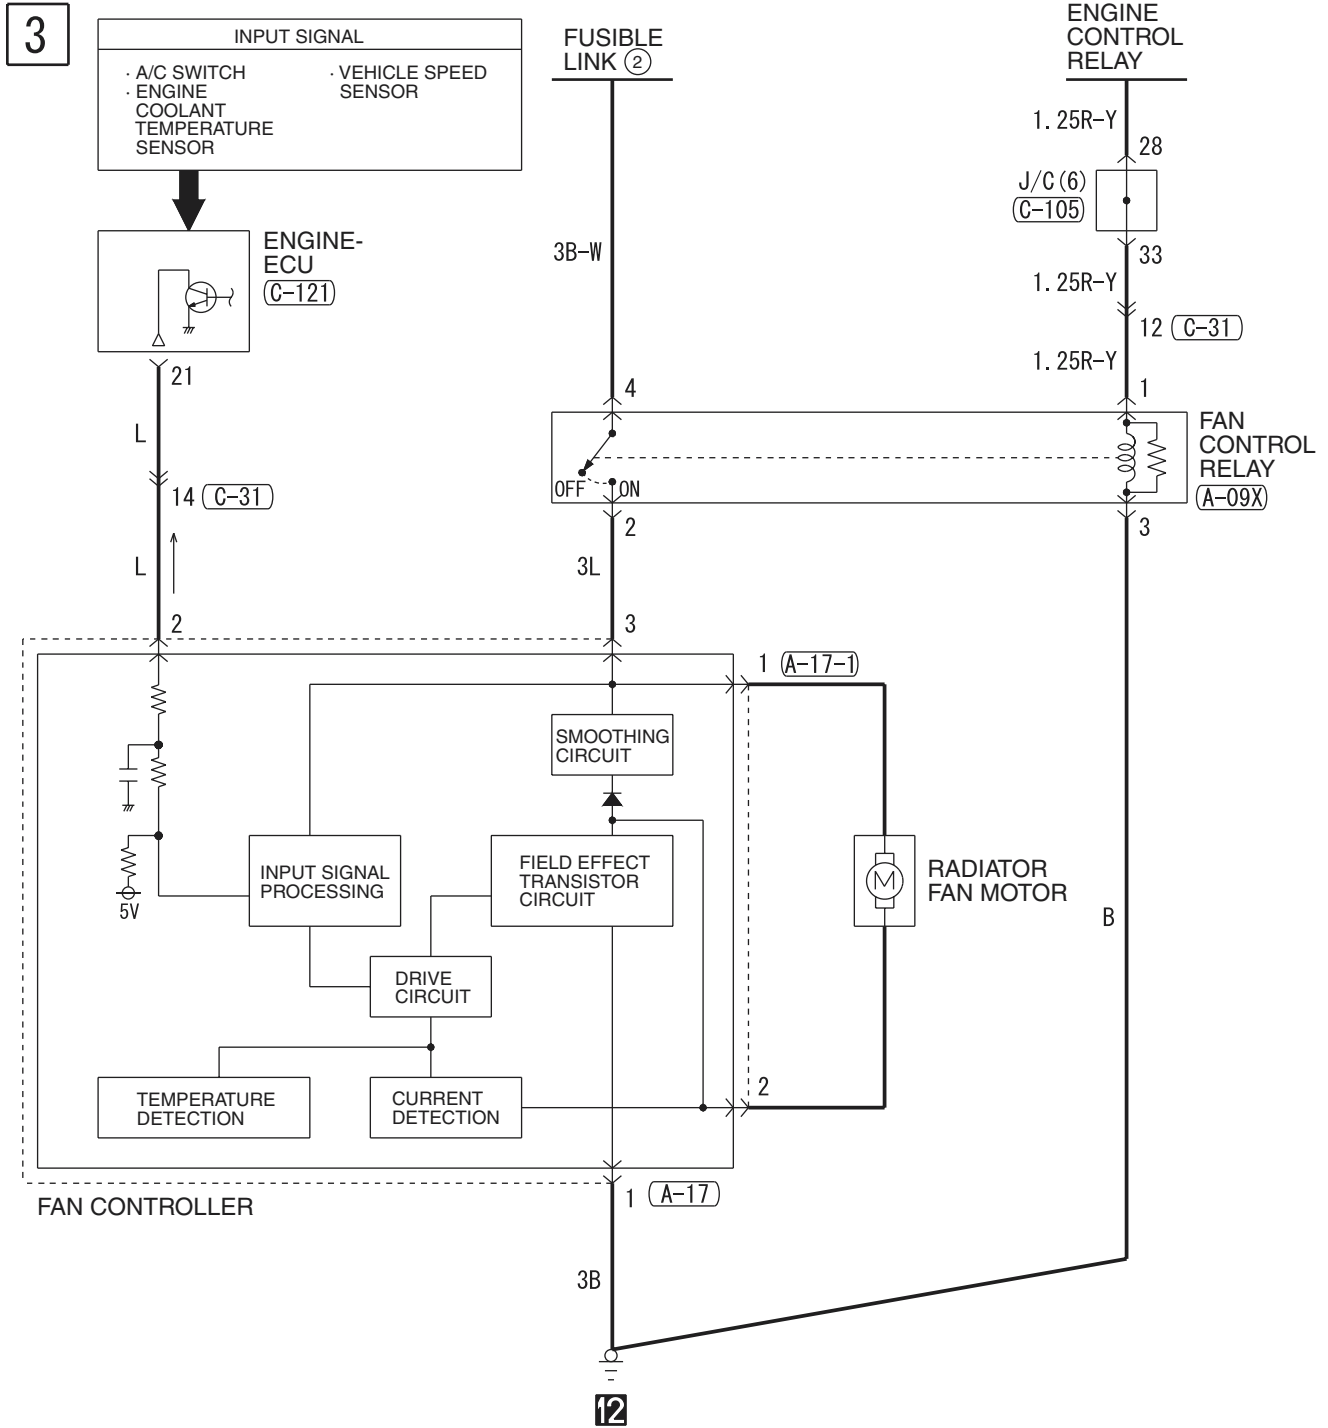 3
INPUT SIGNAL
· A/C SWITCH
· ENGINE
COOLANT
TEMPERATURE
SENSOR
· VEHICLE SPEED
SENSOR
FUSIBLE
LINK ②
ENGINE
CONTROL
RELAY
1.25R-Y
28
J/C(6)
C-105
33
1.25R-Y
12 C-31
1.25R-Y
1
ENGINE-
ECU
C-121
21
L
14 C-31
L
2
3B-W
4
OFF
ON
FAN
CONTROL
RELAY
A-09X
2
3
3L
3
1 A-17-1
SMOOTHING
CIRCUIT
INPUT SIGNAL
PROCESSING
FIELD EFFECT
TRANSISTOR
CIRCUIT
5V
M
RADIATOR
FAN MOTOR
B
DRIVE
CIRCUIT
TEMPERATURE
DETECTION
CURRENT
DETECTION
2
FAN CONTROLLER
1 A-17
3B
12